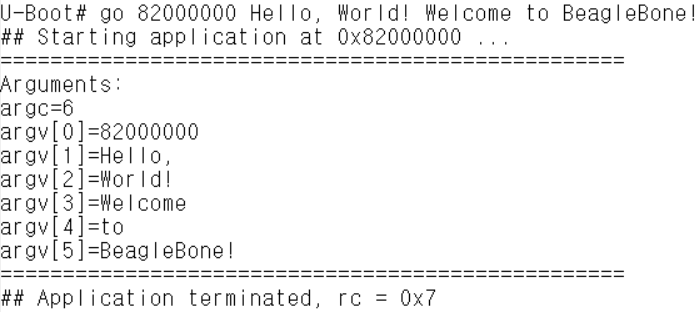 U-Boot# go 82000000 Hello, World! Welcome to BeagleBone!
## Starting application at 0x82000000 ...
====================================================
Arguments:
argc=6
argv[0]=82000000
argv[1]=Hello,
argv[2]=World!
argv[3]=Welcome
argv[4]=to
argv[5]=BeagleBone!
====================================================
## Application terminated, rc = 0x7